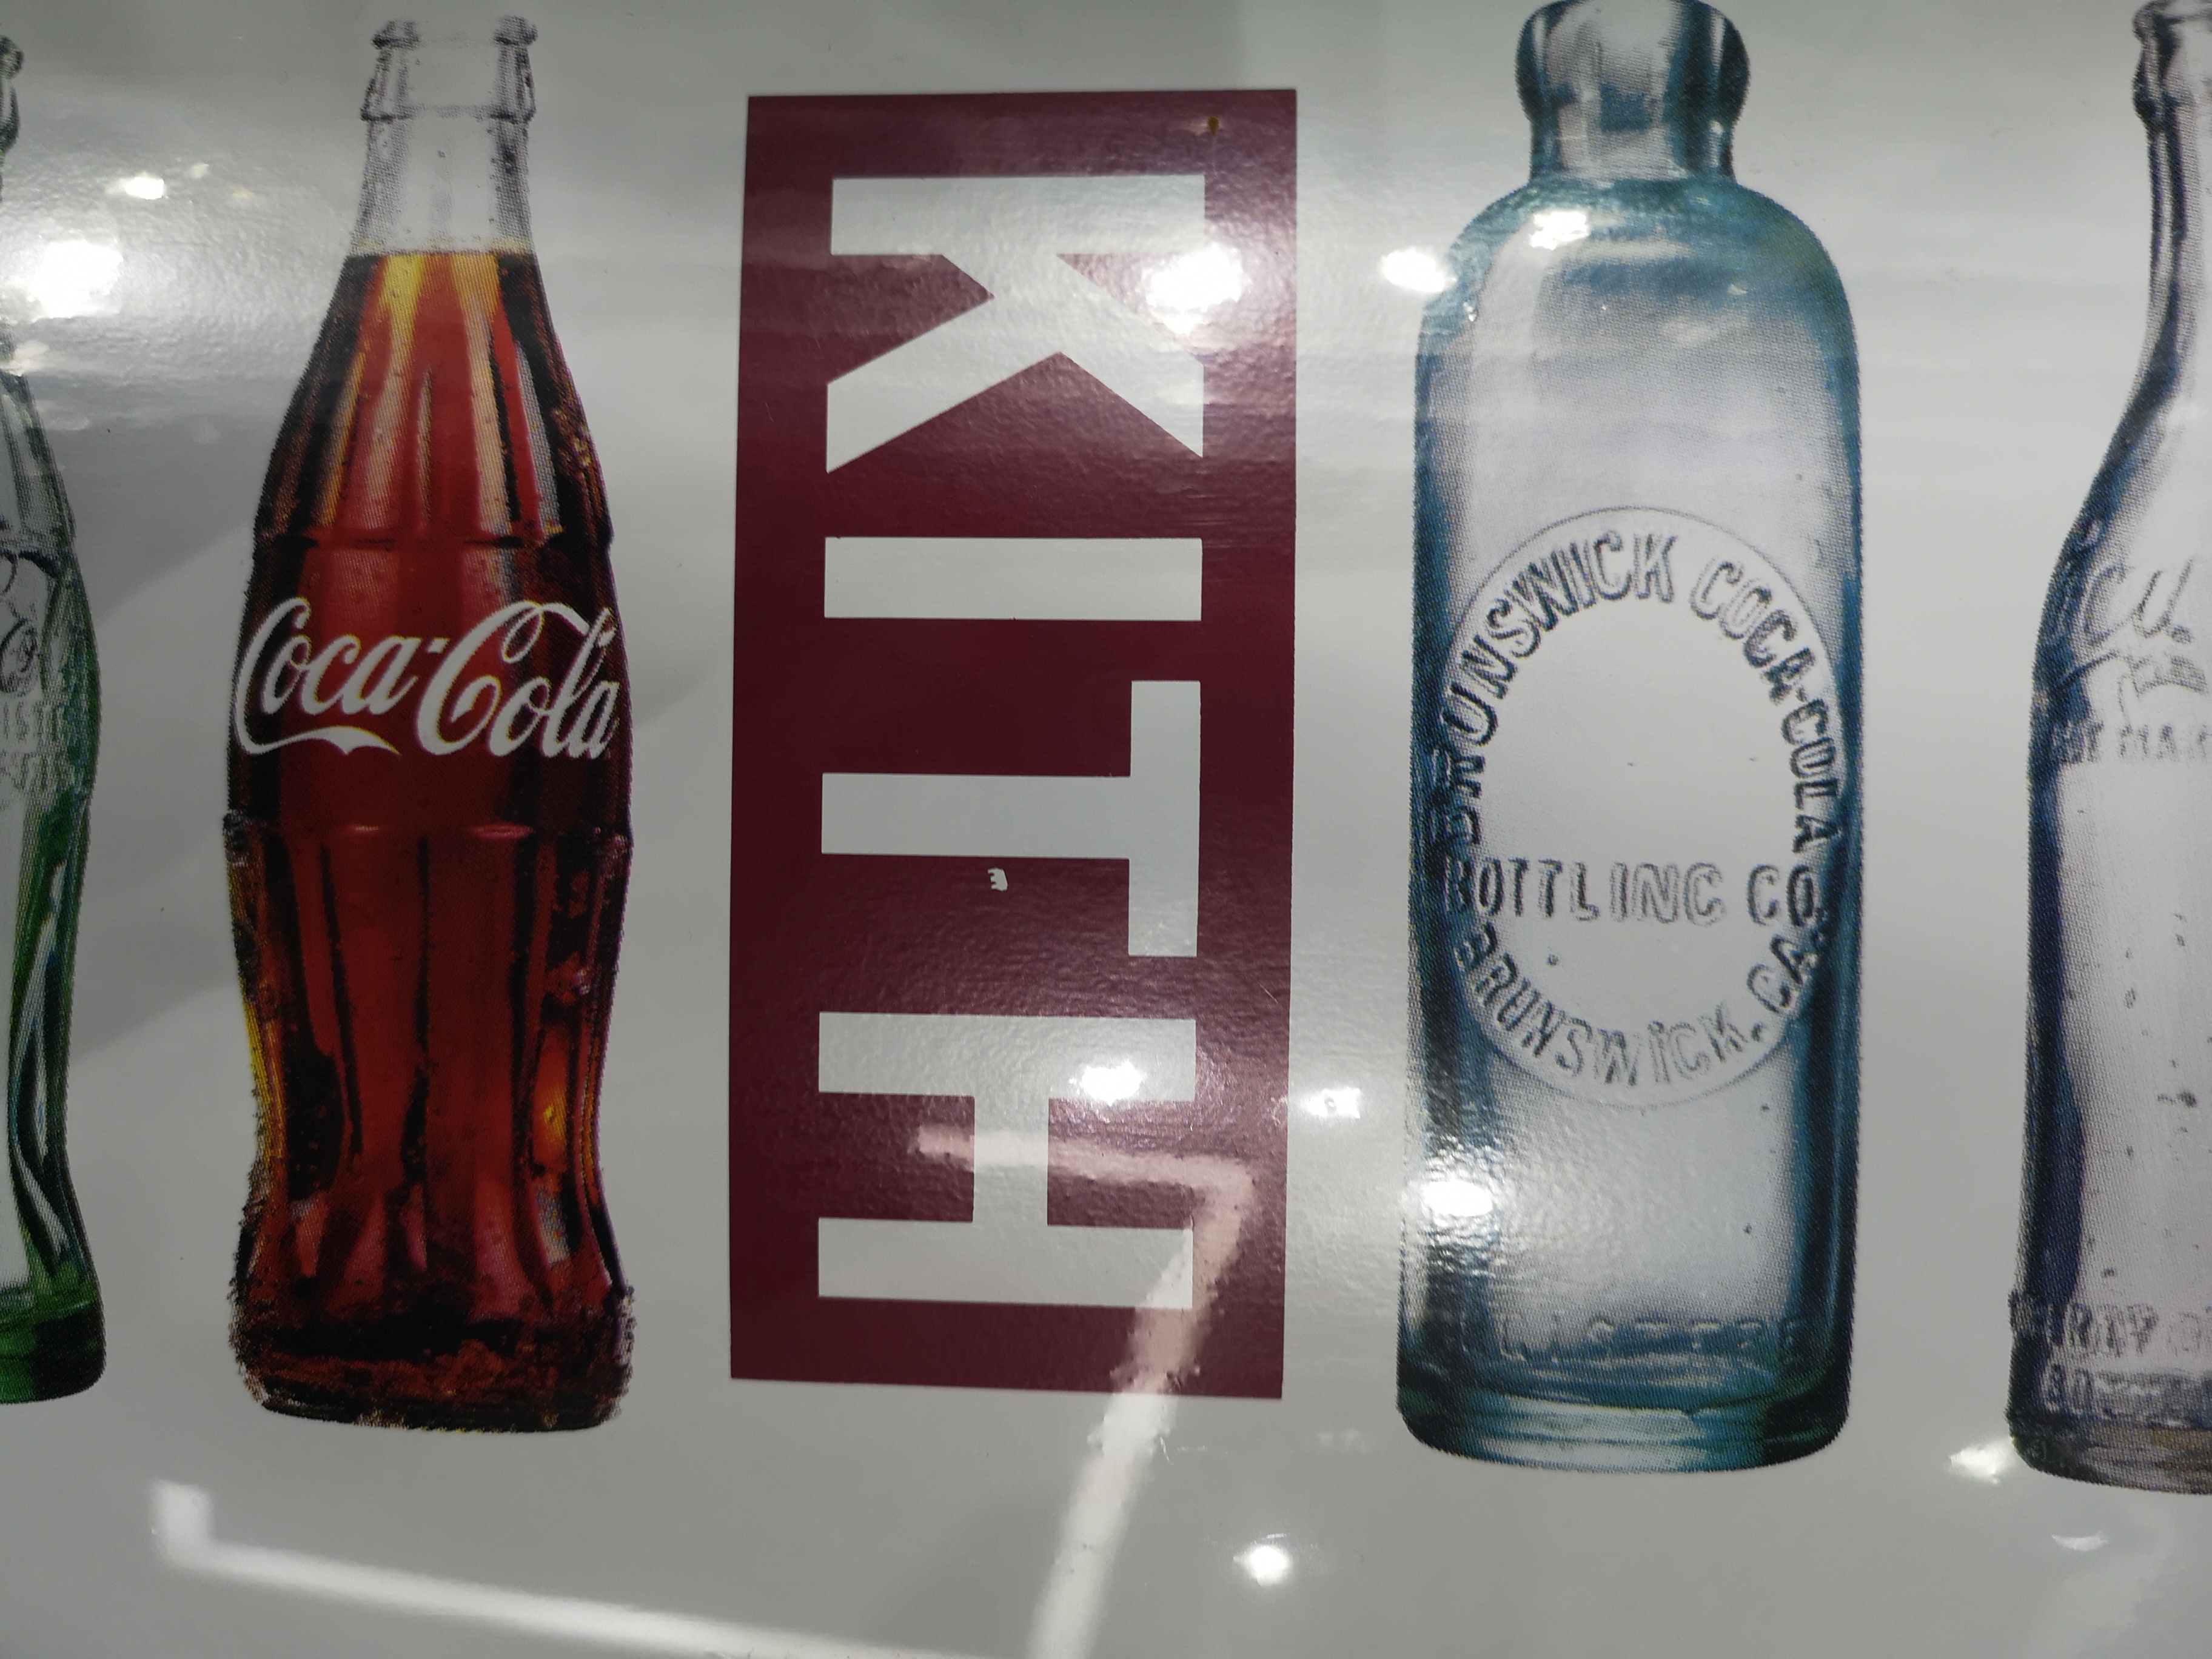 Coca-Cola
KITH
BRUNSWICK COCA-COLA
BOTTLING CO.
BRUNSWICK, GA.